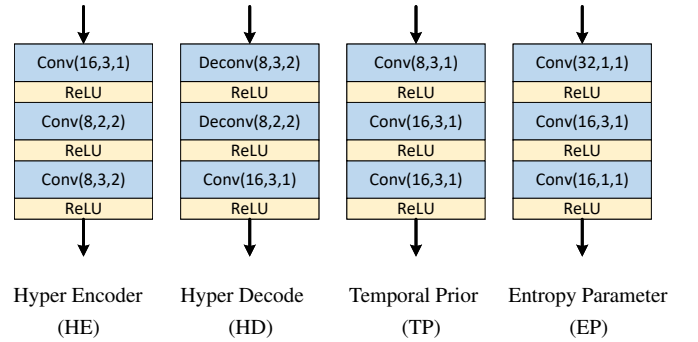 Conv(16,3,1)
ReLU
Conv(8,2,2)
ReLU
Conv(8,3,2)
ReLU
Hyper Encoder
(HE)
Deconv(8,3,2)
ReLU
Deconv(8,2,2)
ReLU
Conv(16,3,1)
ReLU
Hyper Decode
(HD)
Conv(8,3,1)
ReLU
Conv(16,3,1)
ReLU
Conv(16,3,1)
ReLU
Temporal Prior
(TP)
Conv(32,1,1)
ReLU
Conv(16,3,1)
ReLU
Conv(16,1,1)
ReLU
Entropy Parameter
(EP)